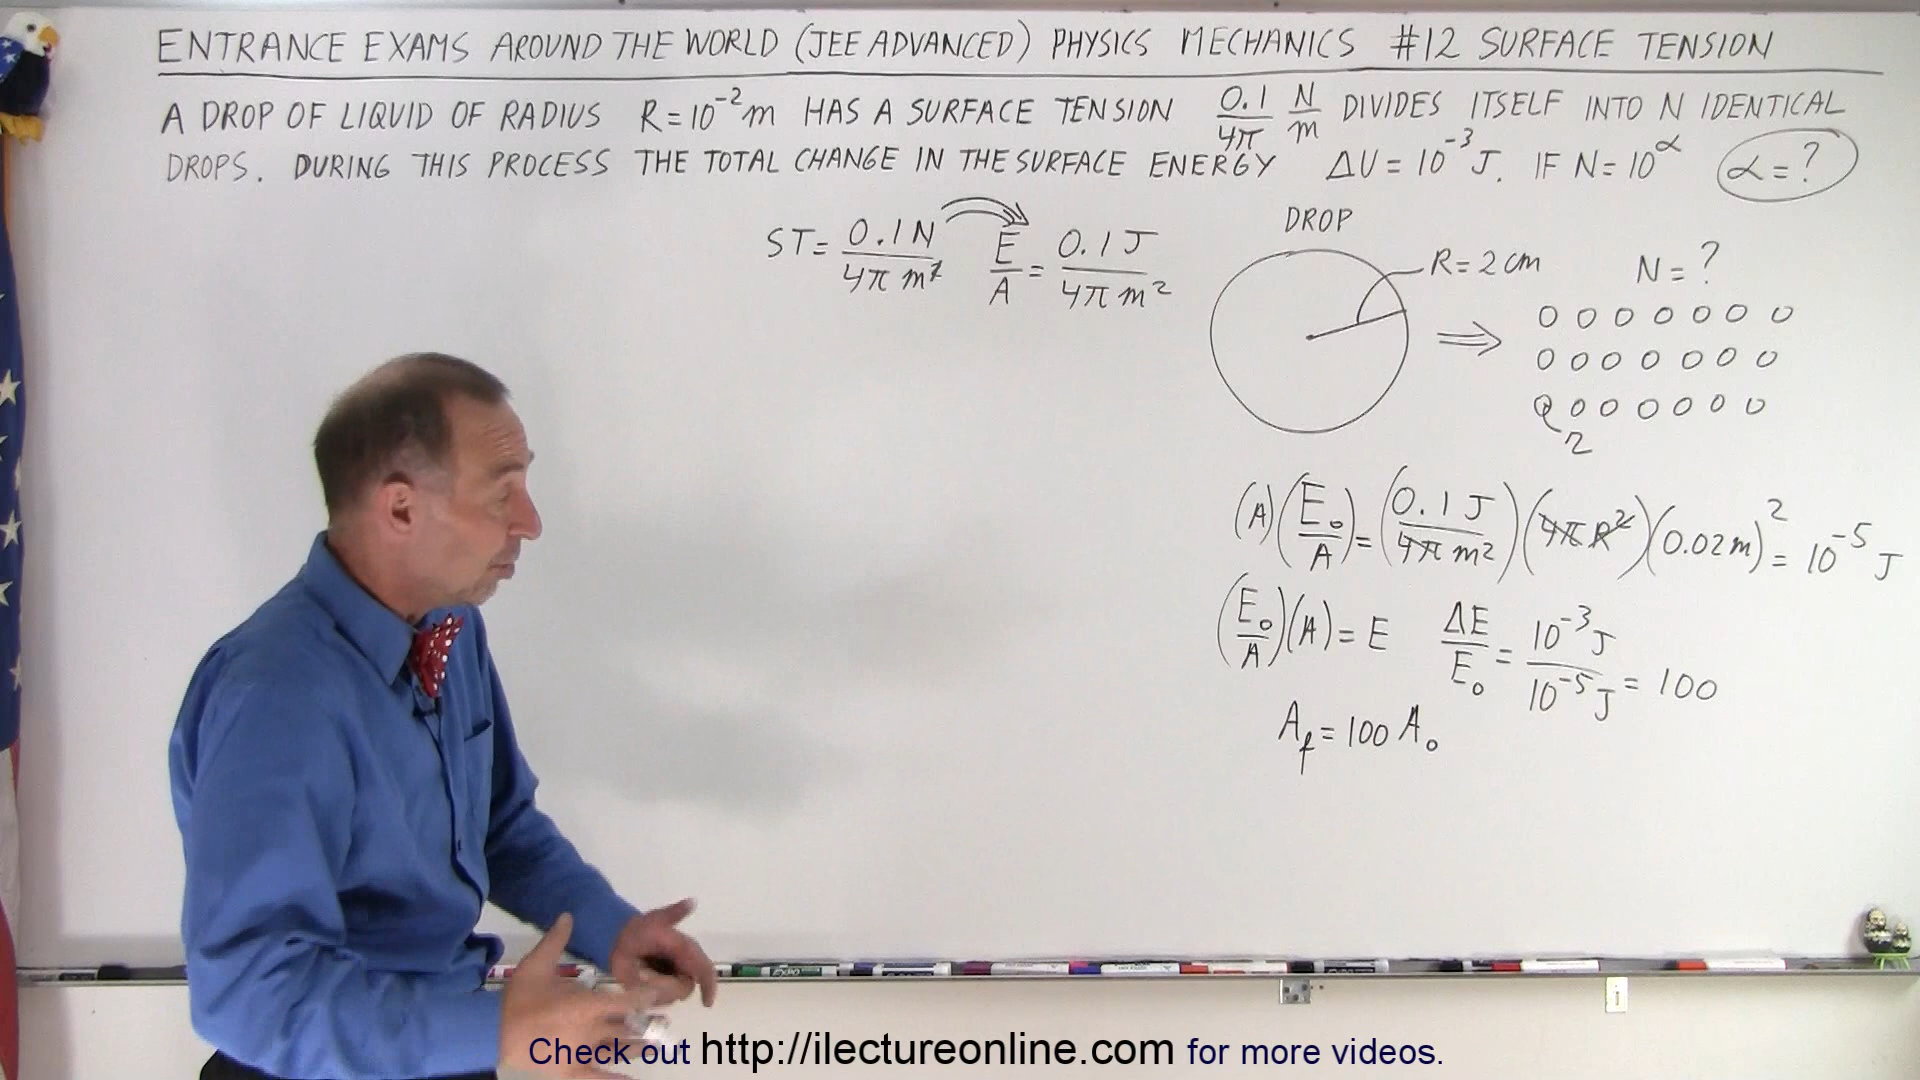 ENTRANCE EXAMS AROUND THE WORLD (JEE ADVANCED) PHYSICS MECHANICS #12 SURFACE TENSION
A DROP OF LIQUID OF RADIUS R = 10⁻² m HAS A SURFACE TENSION 0.1/4π N/m DIVIDES ITSELF INTO N IDENTICAL
DROPS. DURING THIS PROCESS THE TOTAL CHANGE IN THE SURFACE ENERGY ΔU = 10⁻³ J. IF N = 10^α α = ?
ST = 0.1 N / 4π m² E/A = 0.1 J / 4π m²
DROP
R = 2 cm
N = ?
r
(A)(E₀/A) = (0.1 J / 4π m²)(4πR²)(0.02 m)² = 10⁻⁵ J
(E₀/A)(A) = E ΔE/E₀ = 10⁻³ J / 10⁻⁵ J = 100
A_f = 100 A₀
Check out http://ilectureonline.com for more videos.